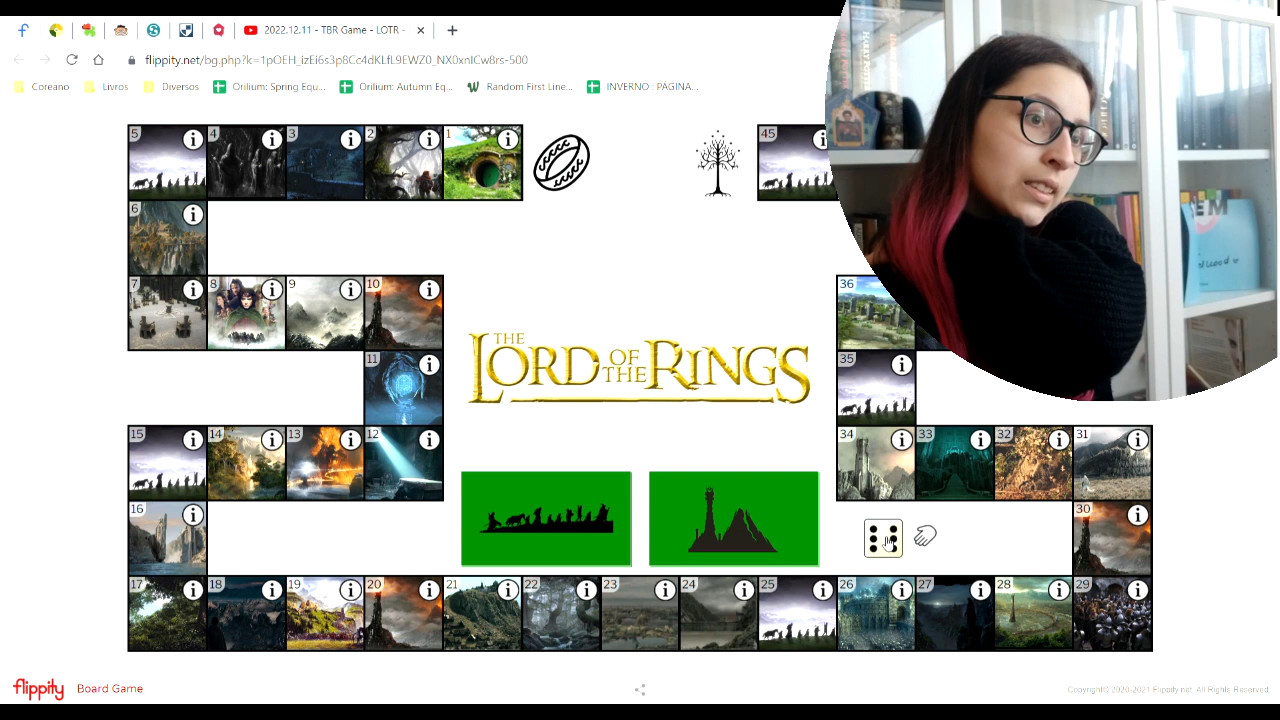 2022.12.11 - TBR Game - LOTR -
flippity.net/bg.php?k=1pOEH_izEi6s3p8Cc4dKLfL9EWZ0_NX0xnICw8rs-500
Coreano Livros Diversos Orilium: Spring Equ... Orilium: Autumn Eq... Random First Line... INVERNO : PÁGINA...
5 4 3 2 1 45
6
7 8 9 10 36
THE
LORD OF THE RINGS
11 35
15 14 13 12 34 33 32 31
16 30
17 18 19 20 21 22 23 24 25 26 27 28 29
flippity Board Game
Copyright© 2020-2021 Flippity.net. All Rights Reserved.